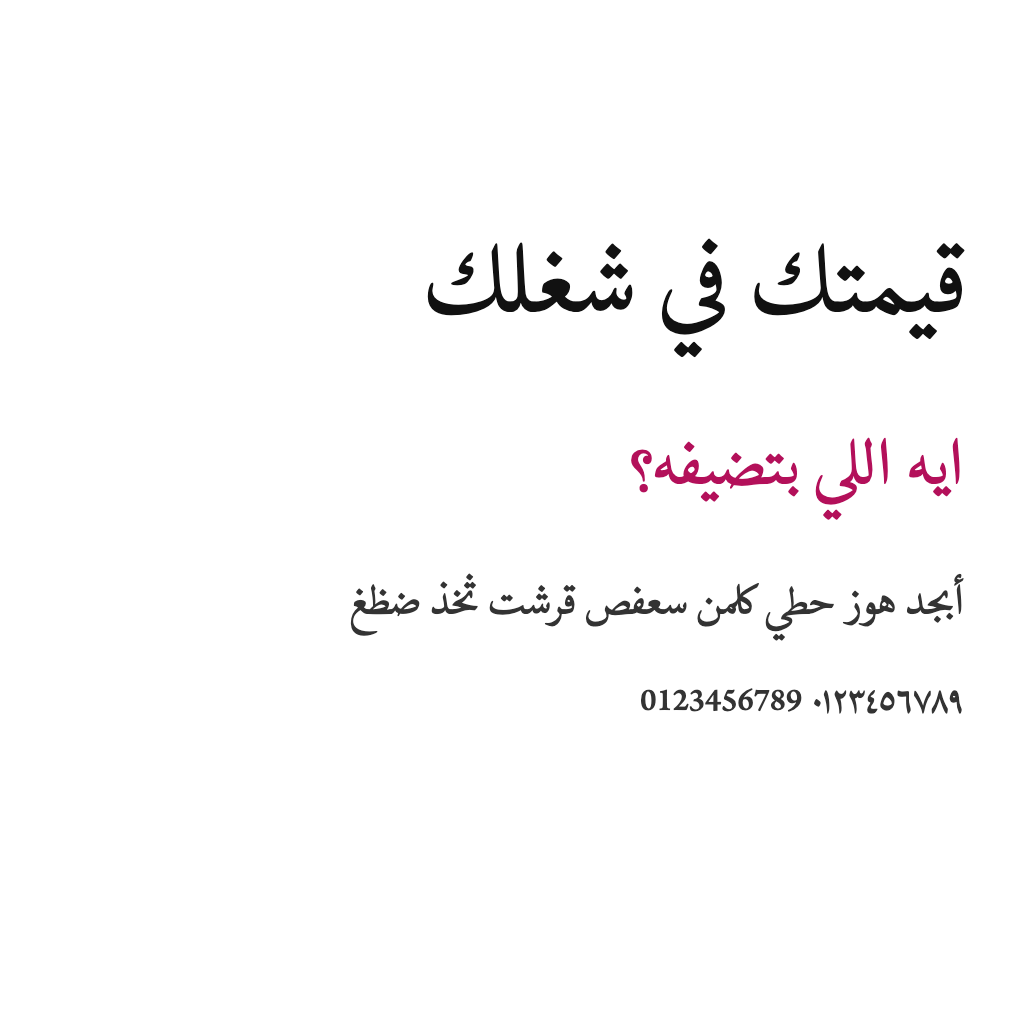 قيمتك في شغلك
ايه اللي بتضيفه؟
أبجد هوز حطي كلمن سعفص قرشت ثخذ ضظغ
٠١٢٣٤٥٦٧٨٩ 0123456789